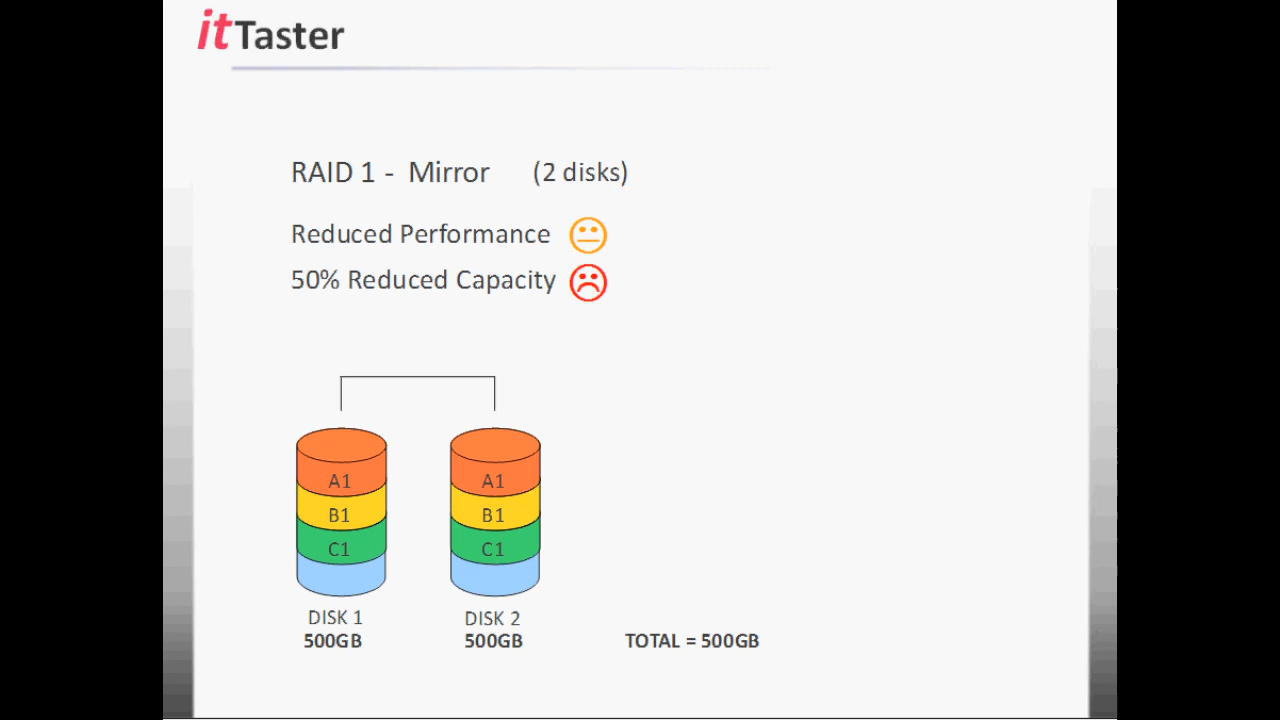 itTaster
RAID 1 - Mirror (2 disks)
Reduced Performance
50% Reduced Capacity
A1 A1
B1 B1
C1 C1
DISK 1 DISK 2
500GB 500GB TOTAL = 500GB